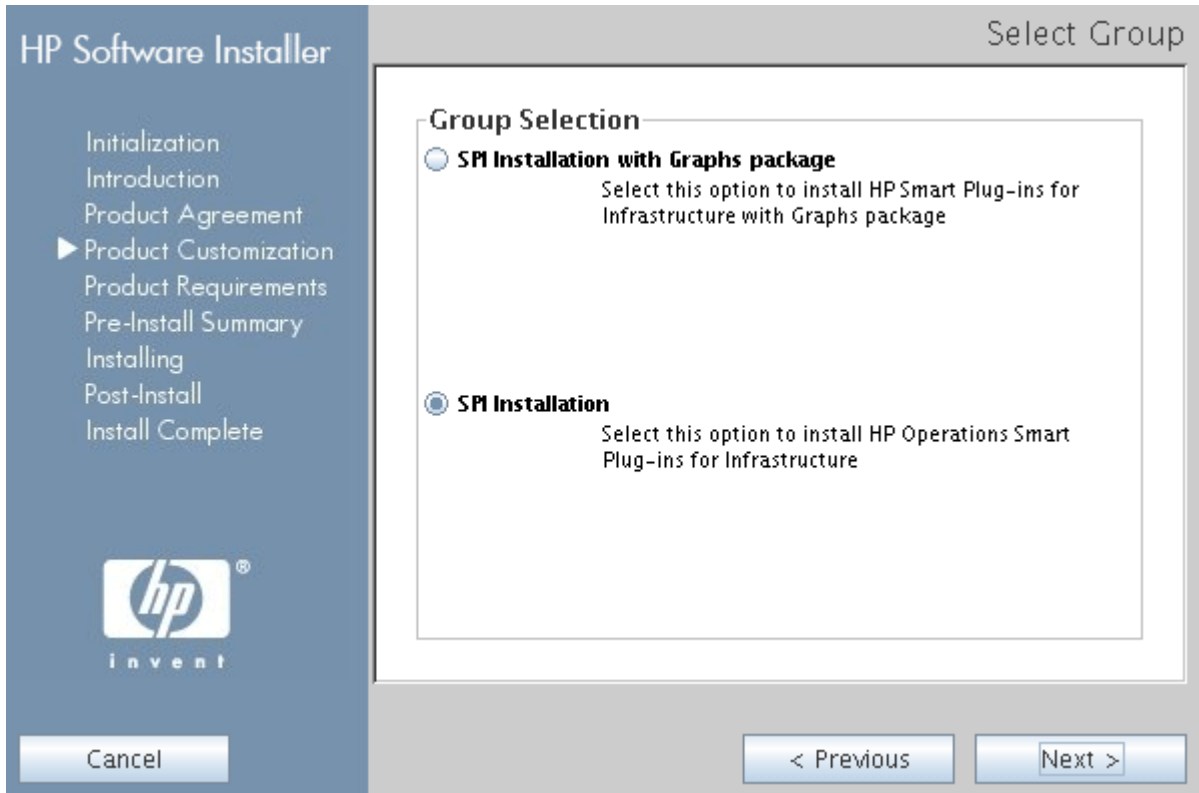 HP Software Installer
Initialization
Introduction
Product Agreement
Product Customization
Product Requirements
Pre-Install Summary
Installing
Post-Install
Install Complete
hp
®
invent
Cancel
Select Group
Group Selection
SPI Installation with Graphs package
Select this option to install HP Smart Plug-ins for
Infrastructure with Graphs package
SPI Installation
Select this option to install HP Operations Smart
Plug-ins for Infrastructure
< Previous
Next >